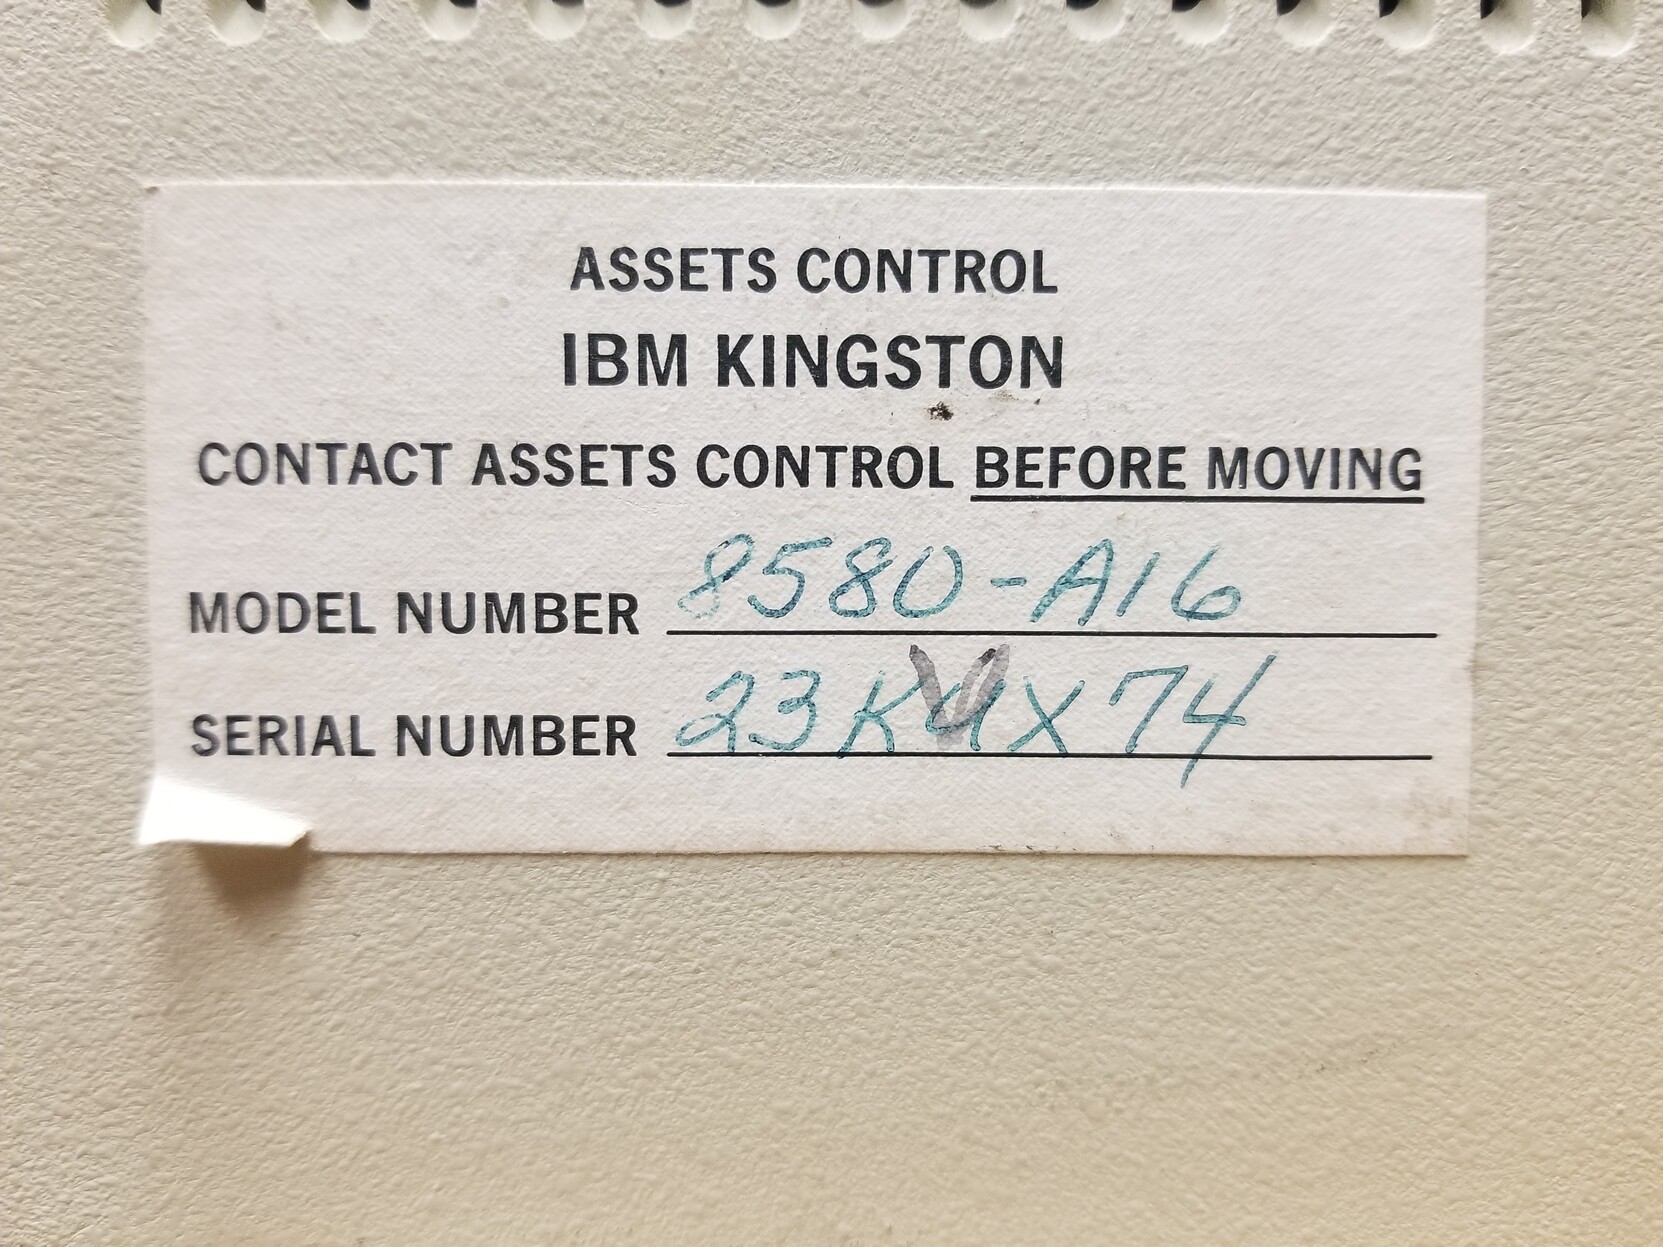 ASSETS CONTROL
IBM KINGSTON
CONTACT ASSETS CONTROL BEFORE MOVING
MODEL NUMBER 8580-A16
SERIAL NUMBER